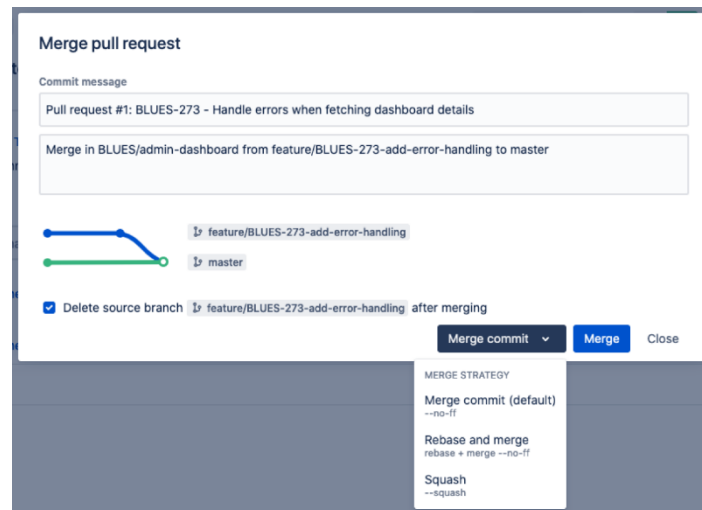 Merge pull request
Commit message
Pull request #1: BLUES-273 - Handle errors when fetching dashboard details
Merge in BLUES/admin-dashboard from feature/BLUES-273-add-error-handling to master
feature/BLUES-273-add-error-handling
master
Delete source branch feature/BLUES-273-add-error-handling after merging
Merge commit Merge Close
MERGE STRATEGY
Merge commit (default)
--no-ff
Rebase and merge
rebase + merge --no-ff
Squash
--squash